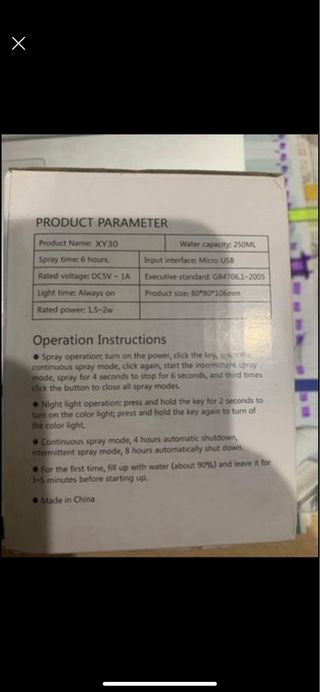 PRODUCT PARAMETER
Product Name: XY30 Water capacity: 250ML
Spray time: 6 hours. Input interface: Micro USB
Rated voltage: DC5V - 1A Executive standard: GB4706.1-2005
Light time: Always on Product size: 80*80*106mm
Rated power: 1.5-2w
Operation Instructions
● Spray operation: turn on the power, click the key, open the
continuous spray mode, click again, start the intermittent spray
mode, spray for 4 seconds to stop for 6 seconds, and third times
click the button to close all spray modes.
● Night light operation: press and hold the key for 2 seconds to
turn on the color light; press and hold the key again to turn of
the color light.
● Continuous spray mode, 4 hours automatic shutdown,
intermittent spray mode, 8 hours automatically shut down.
● For the first time, fill up with water (about 90%) and leave it for
3-5 minutes before starting up.
● Made in China